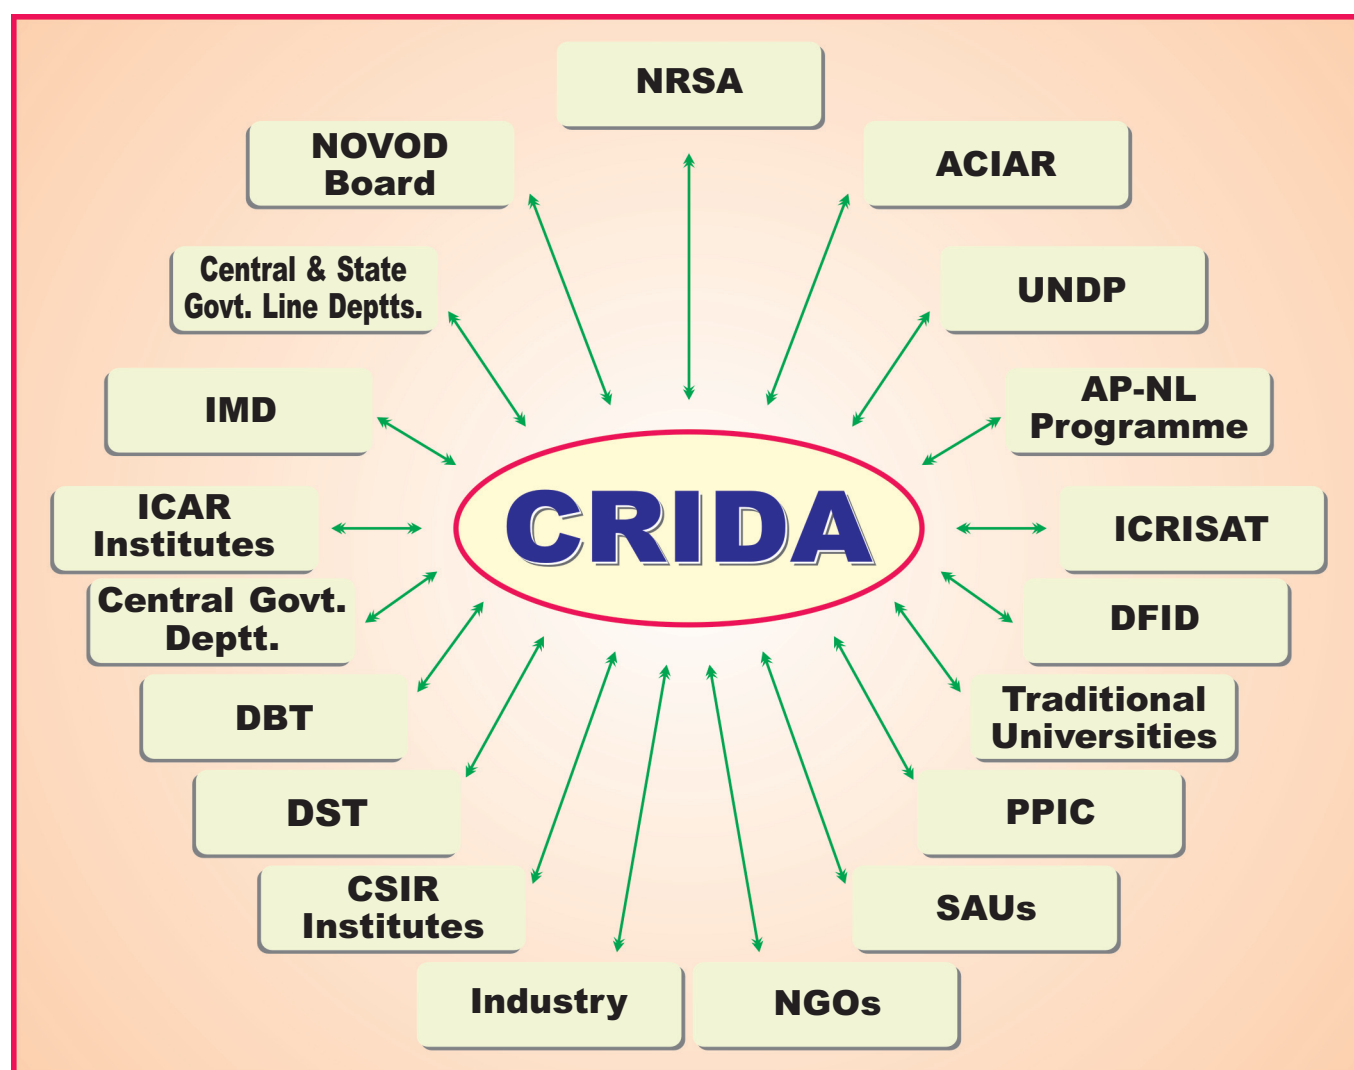 NRSA
NOVOD
Board
ACIAR
Central & State
Govt. Line Deptts.
UNDP
IMD
AP-NL
Programme
CRIDA
ICAR
Institutes
ICRISAT
Central Govt.
Deptt.
DFID
DBT
Traditional
Universities
DST
PPIC
CSIR
Institutes
SAUs
Industry
NGOs